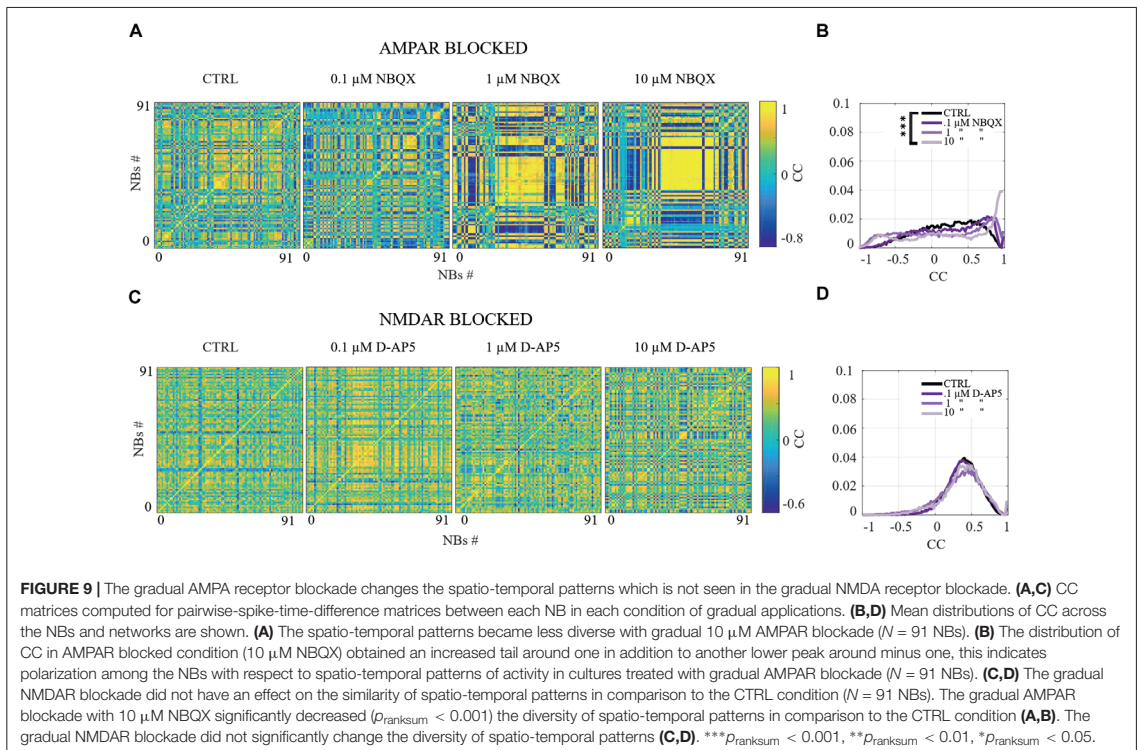 A
B
AMPAR BLOCKED
CTRL
0.1 µM NBQX
1 µM NBQX
10 µM NBQX
91
NBs #
0
0
91
0
91
0
91
0
91
NBs #
1
0
-0.8
CC
0.1
0.08
0.06
0.04
0.02
0
-1
-0.5
0
0.5
1
CC
***
CTRL
.1 µM NBQX
1 " "
10 " "
C
D
NMDAR BLOCKED
CTRL
0.1 µM D-AP5
1 µM D-AP5
10 µM D-AP5
91
NBs #
0
0
91
0
91
0
91
0
91
NBs #
1
0
-0.6
CC
0.1
0.08
0.06
0.04
0.02
0
-1
-0.5
0
0.5
1
CC
CTRL
.1 µM D-AP5
1 " "
10 " "
FIGURE 9 | The gradual AMPA receptor blockade changes the spatio-temporal patterns which is not seen in the gradual NMDA receptor blockade. (A,C) CC
matrices computed for pairwise-spike-time-difference matrices between each NB in each condition of gradual applications. (B,D) Mean distributions of CC across
the NBs and networks are shown. (A) The spatio-temporal patterns became less diverse with gradual 10 µM AMPAR blockade (N = 91 NBs). (B) The distribution of
CC in AMPAR blocked condition (10 µM NBQX) obtained an increased tail around one in addition to another lower peak around minus one, this indicates
polarization among the NBs with respect to spatio-temporal patterns of activity in cultures treated with gradual AMPAR blockade (N = 91 NBs). (C,D) The gradual
NMDAR blockade did not have an effect on the similarity of spatio-temporal patterns in comparison to the CTRL condition (N = 91 NBs). The gradual AMPAR
blockade with 10 µM NBQX significantly decreased (pranksum < 0.001) the diversity of spatio-temporal patterns in comparison to the CTRL condition (A,B). The
gradual NMDAR blockade did not significantly change the diversity of spatio-temporal patterns (C,D). ***pranksum < 0.001, **pranksum < 0.01, *pranksum < 0.05.